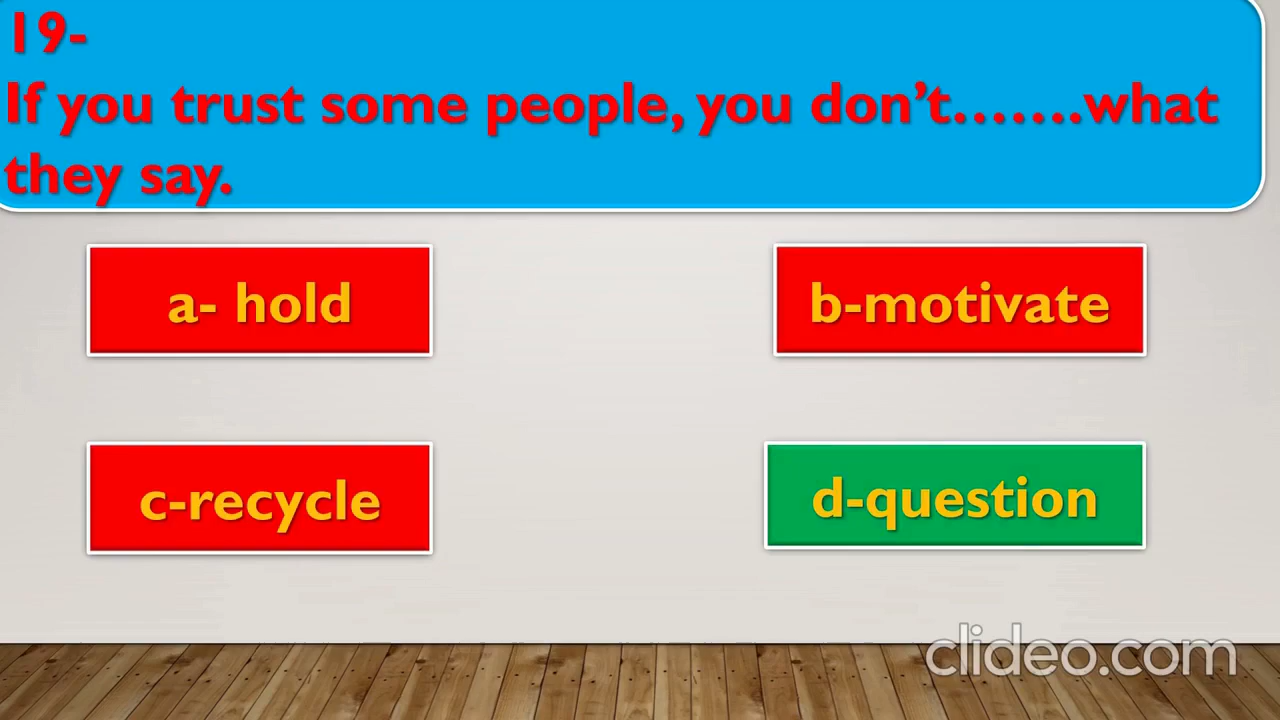 19-
If you trust some people, you don’t…….what
they say.
a- hold
b-motivate
c-recycle
d-question
clideo.com